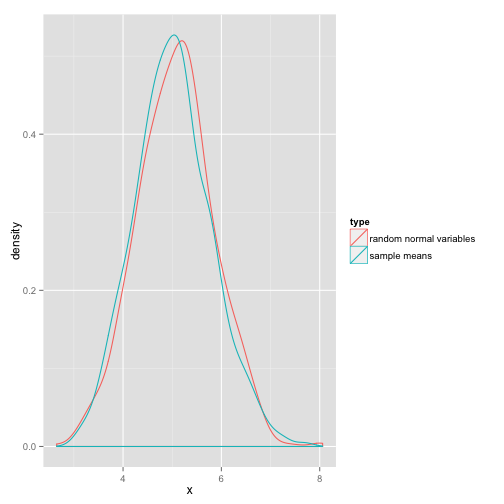 0.4
0.2
0.0
density
4
6
8
x
type
random normal variables
sample means